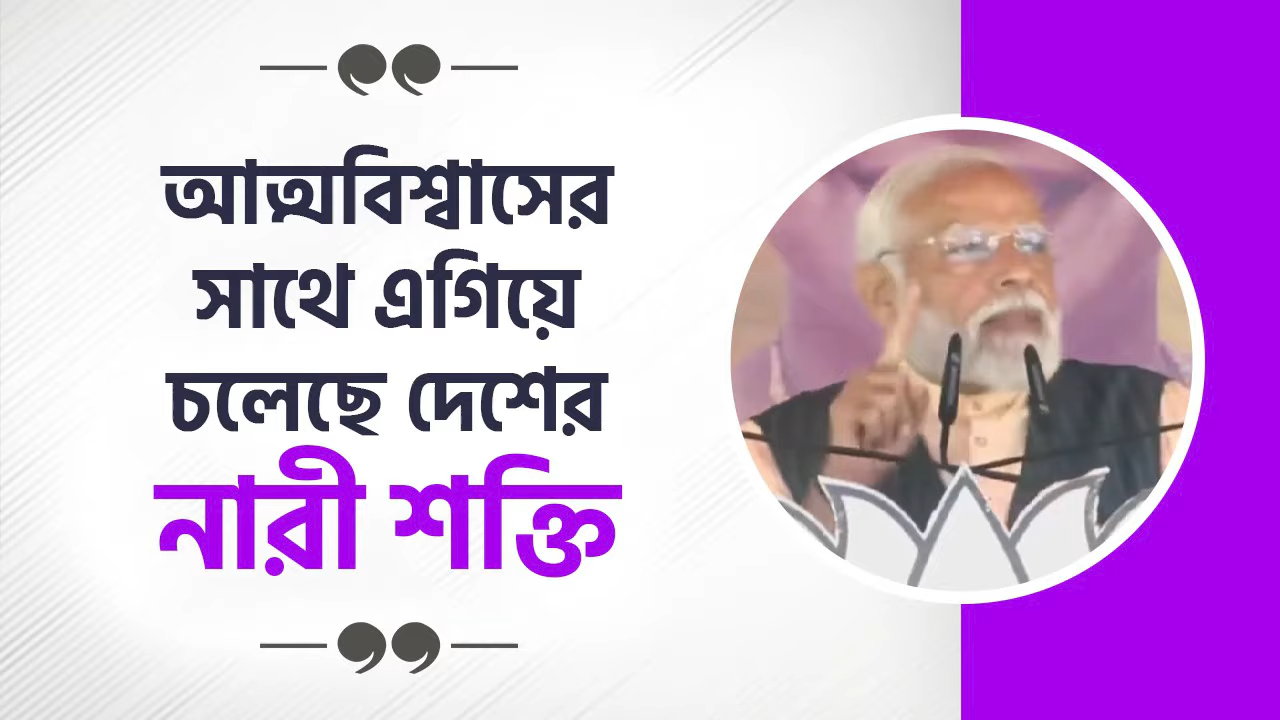 আত্মবিশ্বাসের
সাথে এগিয়ে
চলেছে দেশের
নারী শক্তি